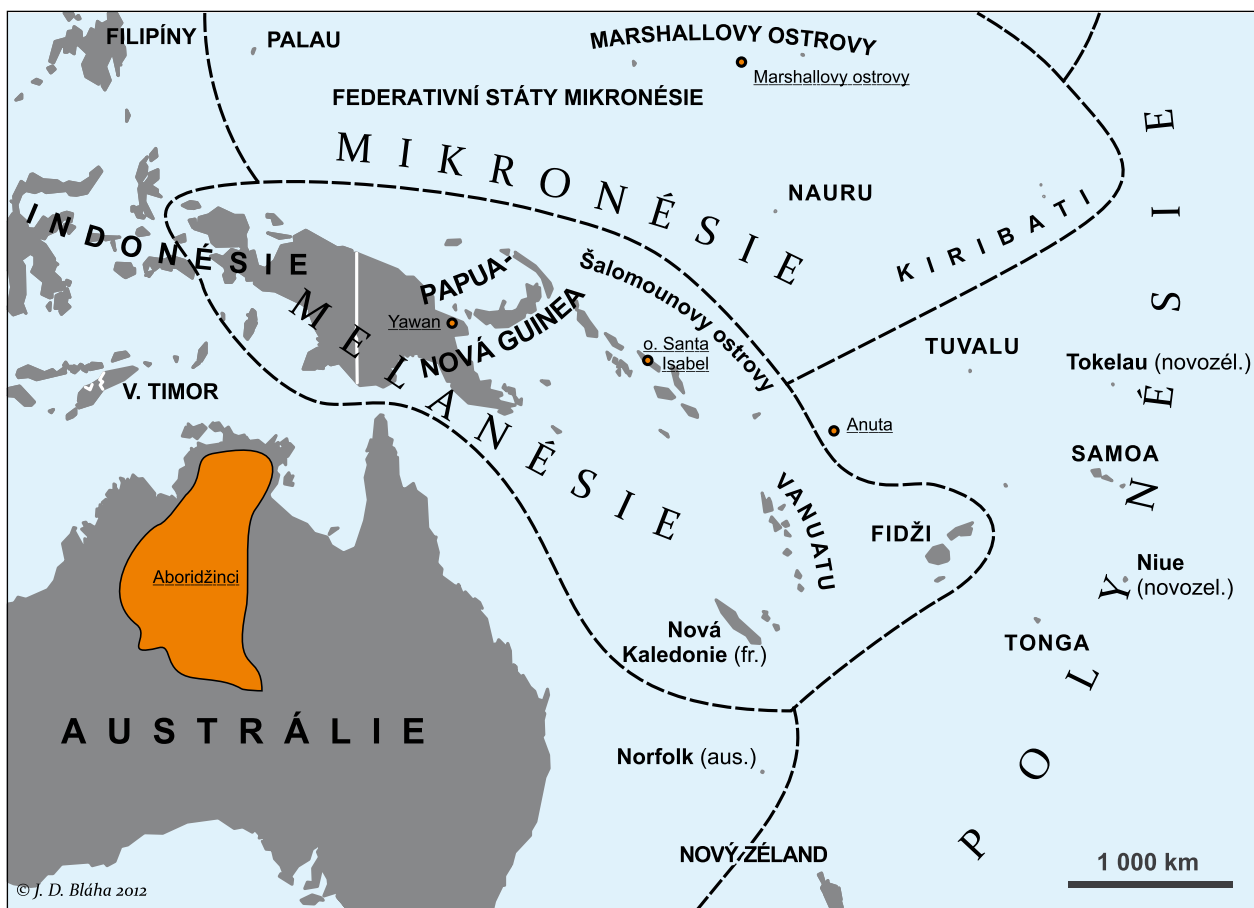 FILIPÍNY
PALAU
MARSHALLOVY OSTROVY
Marshallovy ostrovy
FEDERATIVNÍ STÁTY MIKRONÉSIE
MIKRONÉSIE
NAURU
KIRIBATI
INDONÉSIE
PAPUA-
NOVÁ GUINEA
Yawan
Šalomounovy ostrovy
o. Santa
Isabel
MELANÉSIE
TUVALU
Tokelau (novozél.)
V. TIMOR
Anuta
SAMOA
VANUATU
FIDŽI
Aboridžinci
Niue
(novozel.)
Nová
Kaledonie (fr.)
TONGA
POLYNÉSIE
AUSTRÁLIE
Norfolk (aus.)
NOVÝ ZÉLAND
1 000 km
© J. D. Bláha 2012